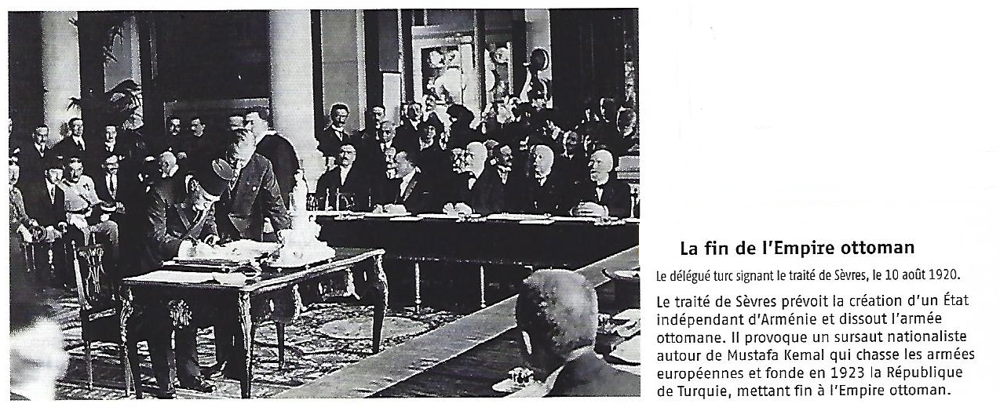 La fin de l'Empire ottoman
Le délégué turc signant le traité de Sèvres, le 10 août 1920.
Le traité de Sèvres prévoit la création d'un État
indépendant d'Arménie et dissout l'armée
ottomane. Il provoque un sursaut nationaliste
autour de Mustafa Kemal qui chasse les armées
européennes et fonde en 1923 la République
de Turquie, mettant fin à l'Empire ottoman.